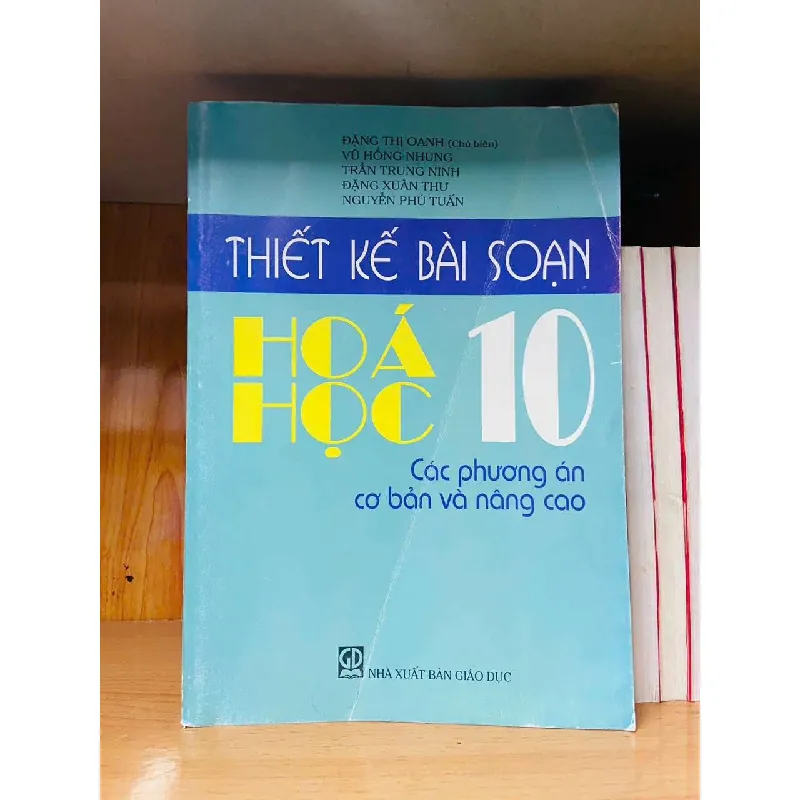 ĐẶNG THỊ OANH (Chủ biên)
VŨ HỒNG NHUNG
TRẦN TRUNG NINH
ĐẶNG XUÂN THƯ
NGUYỄN PHÚ TUẤN
THIẾT KẾ BÀI SOẠN
HOÁ HỌC 10
Các phương án
cơ bản và nâng cao
GD NHÀ XUẤT BẢN GIÁO DỤC